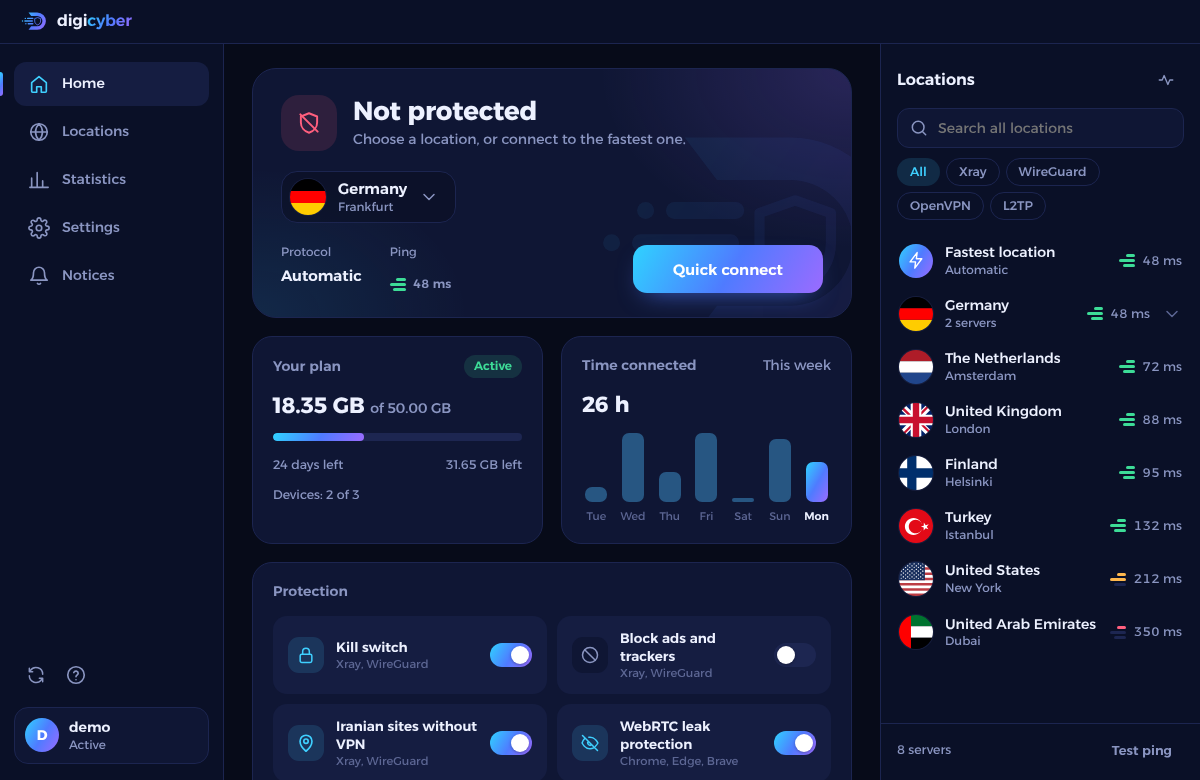 digicyber
Home
Locations
Statistics
Settings
Notices
demo
D
Active
Not protected
Choose a location, or connect to the fastest one.
Germany
Frankfurt
Protocol
Ping
Automatic
48 ms
Quick connect
Your plan
Active
18.35 GB of 50.00 GB
24 days left
31.65 GB left
Devices: 2 of 3
Time connected
This week
26 h
Tue Wed Thu Fri Sat Sun Mon
Protection
Kill switch
Xray, WireGuard
Block ads and
trackers
Xray, WireGuard
Iranian sites without
VPN
Xray, WireGuard
WebRTC leak
protection
Chrome, Edge, Brave
Locations
Search all locations
All
Xray
WireGuard
OpenVPN
L2TP
Fastest location
Automatic
48 ms
Germany
2 servers
48 ms
The Netherlands
Amsterdam
72 ms
United Kingdom
London
88 ms
Finland
Helsinki
95 ms
Turkey
Istanbul
132 ms
United States
New York
212 ms
United Arab Emirates
Dubai
350 ms
8 servers
Test ping